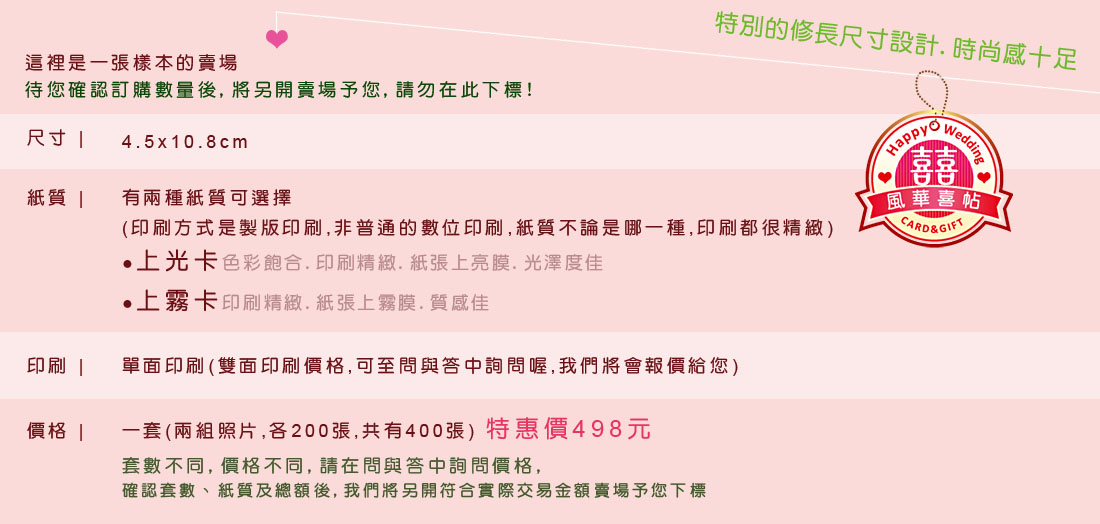 特別的修長尺寸設計.時尚感十足
這裡是一張樣本的賣場
待您確認訂購數量後,將另開賣場予您,請勿在此下標!
尺寸 | 4.5x10.8cm
Happy Wedding
囍
風華喜帖
CARD&GIFT
紙質 | 有兩種紙質可選擇
(印刷方式是製版印刷,非普通的數位印刷,紙質不論是哪一種,印刷都很精緻)
●上光卡色彩飽合.印刷精緻.紙張上亮膜.光澤度佳
●上霧卡印刷精緻.紙張上霧膜.質感佳
印刷 | 單面印刷(雙面印刷價格,可至問與答中詢問喔,我們將會報價給您)
價格 | 一套(兩組照片,各200張,共有400張) 特惠價498元
套數不同,價格不同,請在問與答中詢問價格,
確認套數、紙質及總額後,我們將另開符合實際交易金額賣場予您下標